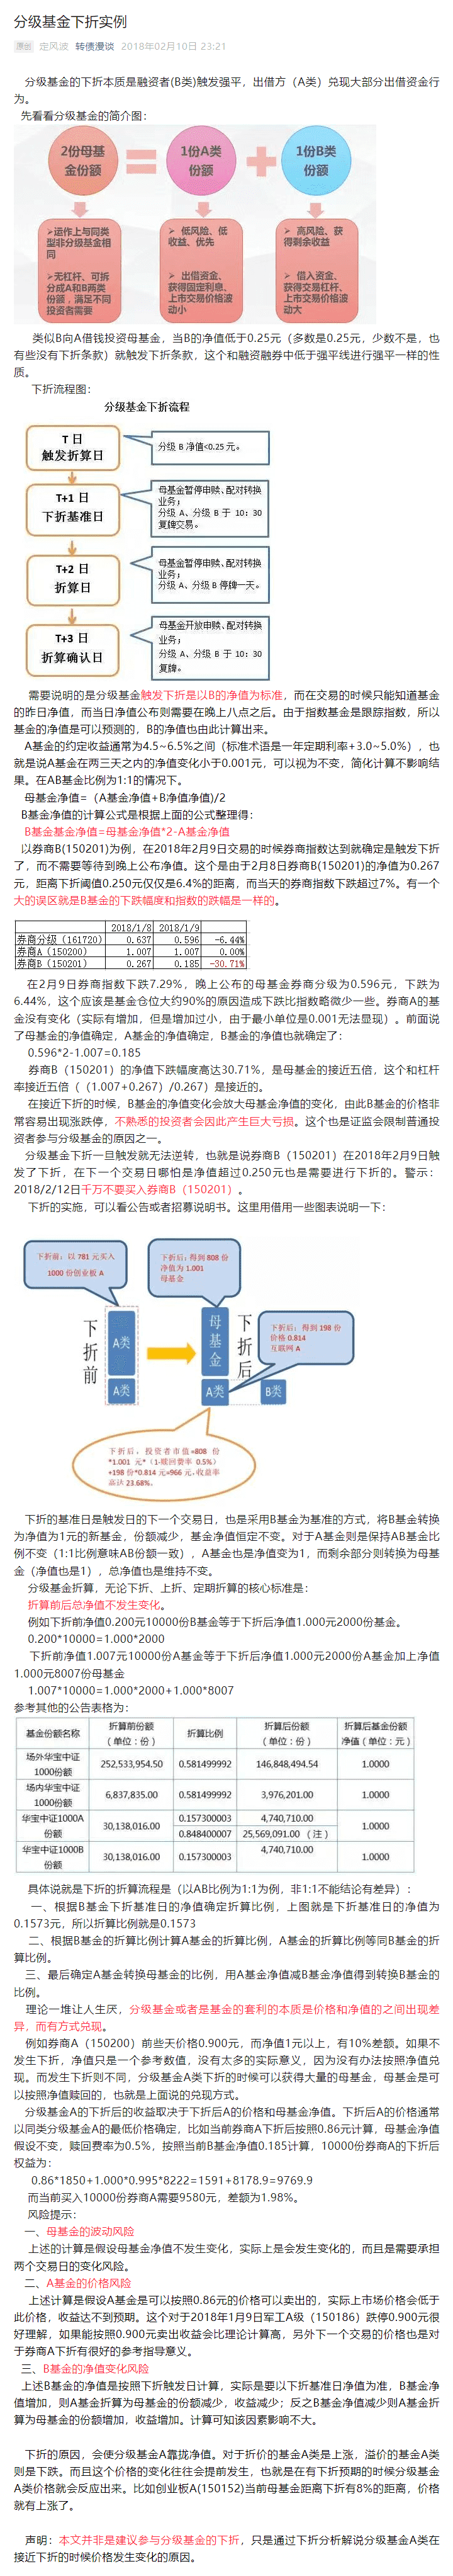 分级基金下折实例
原创 定风波 转债漫谈 2018年02月10日 23:21
分级基金的下折本质是融资者(B类)触发强平，出借方（A类）兑现大部分出借资金行
为。
先看看分级基金的简介图：
2份母基
金份额
1份A类
份额
1份B类
份额
➢运作上与同类
型非分级基金相
同
➢无杠杆、可拆
分成A和B两类
份额，满足不同
投资者需要
➢ 低风险、低
收益、优先
➢ 出借资金、
获得固定利息、
上市交易价格波
动小
➢ 高风险、获
得剩余收益
➢ 借入资金、
获得交易杠杆、
上市交易价格波
动大
类似B向A借钱投资母基金，当B的净值低于0.25元（多数是0.25元，少数不是，也
有些没有下折条款）就触发下折条款，这个和融资融券中低于强平线进行强平一样的性
质。
下折流程图：
分级基金下折流程
T 日
触发折算日
分级 B 净值<0.25 元。
T+1 日
下折基准日
母基金暂停申赎、配对转换
业务；
分级 A、分级 B 于 10：30
复牌交易。
T+2 日
折算日
母基金暂停申赎、配对转换
业务；
分级 A、分级 B 停牌一天。
T+3 日
折算确认日
母基金开放申赎、配对转换
业务；
分级 A、分级 B 于 10：30
复牌。
需要说明的是分级基金触发下折是以B的净值为标准，而在交易的时候只能知道基金
的昨日净值，而当日净值公布则需要在晚上八点之后。由于指数基金是跟踪指数，所以
基金的净值是可以预测的，B的净值也由此计算出来。
A基金的约定收益通常为4.5~6.5%之间（标准术语是一年定期利率+3.0~5.0%），也
就是说A基金在两三天之内的净值变化小于0.001元，可以视为不变，简化计算不影响结
果。在AB基金比例为1:1的情况下。
母基金净值=（A基金净值+B净值净值)/2
B基金净值的计算公式是根据上面的公式整理得：
B基金基金净值=母基金净值*2-A基金净值
以券商B(150201)为例，在2018年2月9日交易的时候券商指数达到就确定是触发下折
了，而不需要等待到晚上公布净值。这个是由于2月8日券商B(150201)的净值为0.267
元，距离下折阈值0.250元仅仅是6.4%的距离，而当天的券商指数下跌超过7%。有一个
大的误区就是B基金的下跌幅度和指数的跌幅是一样的。
2018/1/8 2018/1/9
券商分级（161720） 0.637 0.596 -6.44%
券商A（150200） 1.007 1.007 0.00%
券商B（150201） 0.267 0.185 -30.71%
在2月9日券商指数下跌7.29%，晚上公布的母基金券商分级为0.596元，下跌为
6.44%，这个应该是基金仓位大约90%的原因造成下跌比指数略微少一些。券商A的基
金没有变化（实际有增加，但是增加过小，由于最小单位是0.001无法显现）。前面说
了母基金的净值确定，A基金的净值确定，B基金的净值也就确定了：
0.596*2-1.007=0.185
券商B（150201）的净值下跌幅度高达30.71%，是母基金的接近五倍，这个和杠杆
率接近五倍（（1.007+0.267）/0.267）是接近的。
在接近下折的时候，B基金的净值变化会放大母基金净值的变化，由此B基金的价格非
常容易出现涨跌停，不熟悉的投资者会因此产生巨大亏损。这个也是证监会限制普通投
资者参与分级基金的原因之一。
分级基金下折一旦触发就无法逆转，也就是说券商B（150201）在2018年2月9日触
发了下折，在下一个交易日哪怕是净值超过0.250元也是需要进行下折的。警示：
2018/2/12日千万不要买入券商B（150201）。
下折的实施，可以看公告或者招募说明书。这里用借用一些图表说明一下：
下折前：以 781 元买入
1000 份创业板 A
下折后：得到 808 份
净值为 1.001
母基金
下折前
A类
A类
母基金
A类
下折后
B类
下折后：得到 198 份
价格 0.814
互联网 A
下折后，投资者市值=808 份
*1.001 元*（1-赎回费率 0.5%）
+198 份*0.814 元=966 元，收益率
高达 23.68%。
下折的基准日是触发日的下一个交易日，也是采用B基金为基准的方式，将B基金转换
为净值为1元的新基金，份额减少，基金净值恒定不变。对于A基金则是保持AB基金比
例不变（1:1比例意味AB份额一致），A基金也是净值变为1，而剩余部分则转换为母基
金（净值也是1），总净值也是维持不变。
分级基金折算，无论下折、上折、定期折算的核心标准是：
折算前后总净值不发生变化。
例如下折前净值0.200元10000份B基金等于下折后净值1.000元2000份基金。
0.200*10000=1.000*2000
下折前净值1.007元10000份A基金等于下折后净值1.000元2000份A基金加上净值
1.000元8007份母基金
1.007*10000=1.000*2000+1.000*8007
参考其他的公告表格为：
基金份额名称 折算前份额（单位：份） 折算比例 折算后份额（单位：份） 折算后基金份额净值（单位：元）
场外华宝中证1000份额 252,533,954.50 0.581499992 146,848,494.54 1.0000
场内华宝中证1000份额 6,837,835.00 0.581499992 3,976,201.00 1.0000
华宝中证1000A份额 30,138,016.00 0.157300003 4,740,710.00 1.0000
0.848400007 25,569,091.00（注）
华宝中证1000B份额 30,138,016.00 0.157300003 4,740,710.00 1.0000
具体说就是下折的折算流程是（以AB比例为1:1为例，非1:1不能结论有差异）：
一、根据B基金下折基准日的净值确定折算比例，上图就是下折基准日的净值为
0.1573元，所以折算比例就是0.1573
二、根据B基金的折算比例计算A基金的折算比例，A基金的折算比例等同B基金的折
算比例。
三、最后确定A基金转换母基金的比例，用A基金净值减B基金净值得到转换B基金的
比例。
理论一堆让人生厌，分级基金或者是基金的套利的本质是价格和净值的之间出现差
异，而有方式兑现。
例如券商A（150200）前些天价格0.900元，而净值1元以上，有10%差额。如果不
发生下折，净值只是一个参考数值，没有太多的实际意义，因为没有办法按照净值兑
现。而发生下折则不同，分级基金A类下折的时候可以获得大量的母基金，母基金是可
以按照净值赎回的，也就是上面说的兑现方式。
分级基金A的下折后的收益取决于下折后A的价格和母基金净值。下折后A的价格通常
以同类分级基金A的最低价格确定，比如当前券商A下折后按照0.86元计算，母基金净值
假设不变，赎回费率为0.5%，按照当前B基金净值0.185计算，10000份券商A的下折后
权益为：
0.86*1850+1.000*0.995*8222=1591+8178.9=9769.9
而当前买入10000份券商A需要9580元，差额为1.98%。
风险提示：
一、母基金的波动风险
上述的计算是假设母基金净值不发生变化，实际上是会发生变化的，而且是需要承担
两个交易日的变化风险。
二、A基金的价格风险
上述计算是假设A基金是可以按照0.86元的价格可以卖出的，实际上市场价格会低于
此价格，收益达不到预期。这个对于2018年1月9日军工A级（150186）跌停0.900元很
好理解，如果能按照0.900元卖出收益会比理论计算高，另外下一个交易的价格也是对
于券商A下折有很好的参考指导意义。
三、B基金的净值变化风险
上述B基金的净值是按照下折触发日计算，实际是要以下折基准日净值为准，B基金净
值增加，则A基金折算为母基金的份额减少，收益减少；反之B基金净值减少则A基金折
算为母基金的份额增加，收益增加。计算可知该因素影响不大。
下折的原因，会使分级基金A靠拢净值。对于折价的基金A类是上涨，溢价的基金A类
则是下跌。而且这个价格的变化往往会提前发生，也就是在有下折预期的时候分级基金
A类价格就会反应出来。比如创业板A(150152)当前母基金距离下折有8%的距离，价格
就有上涨了。
声明：本文并非是建议参与分级基金的下折，只是通过下折分析解说分级基金A类在
接近下折的时候价格发生变化的原因。